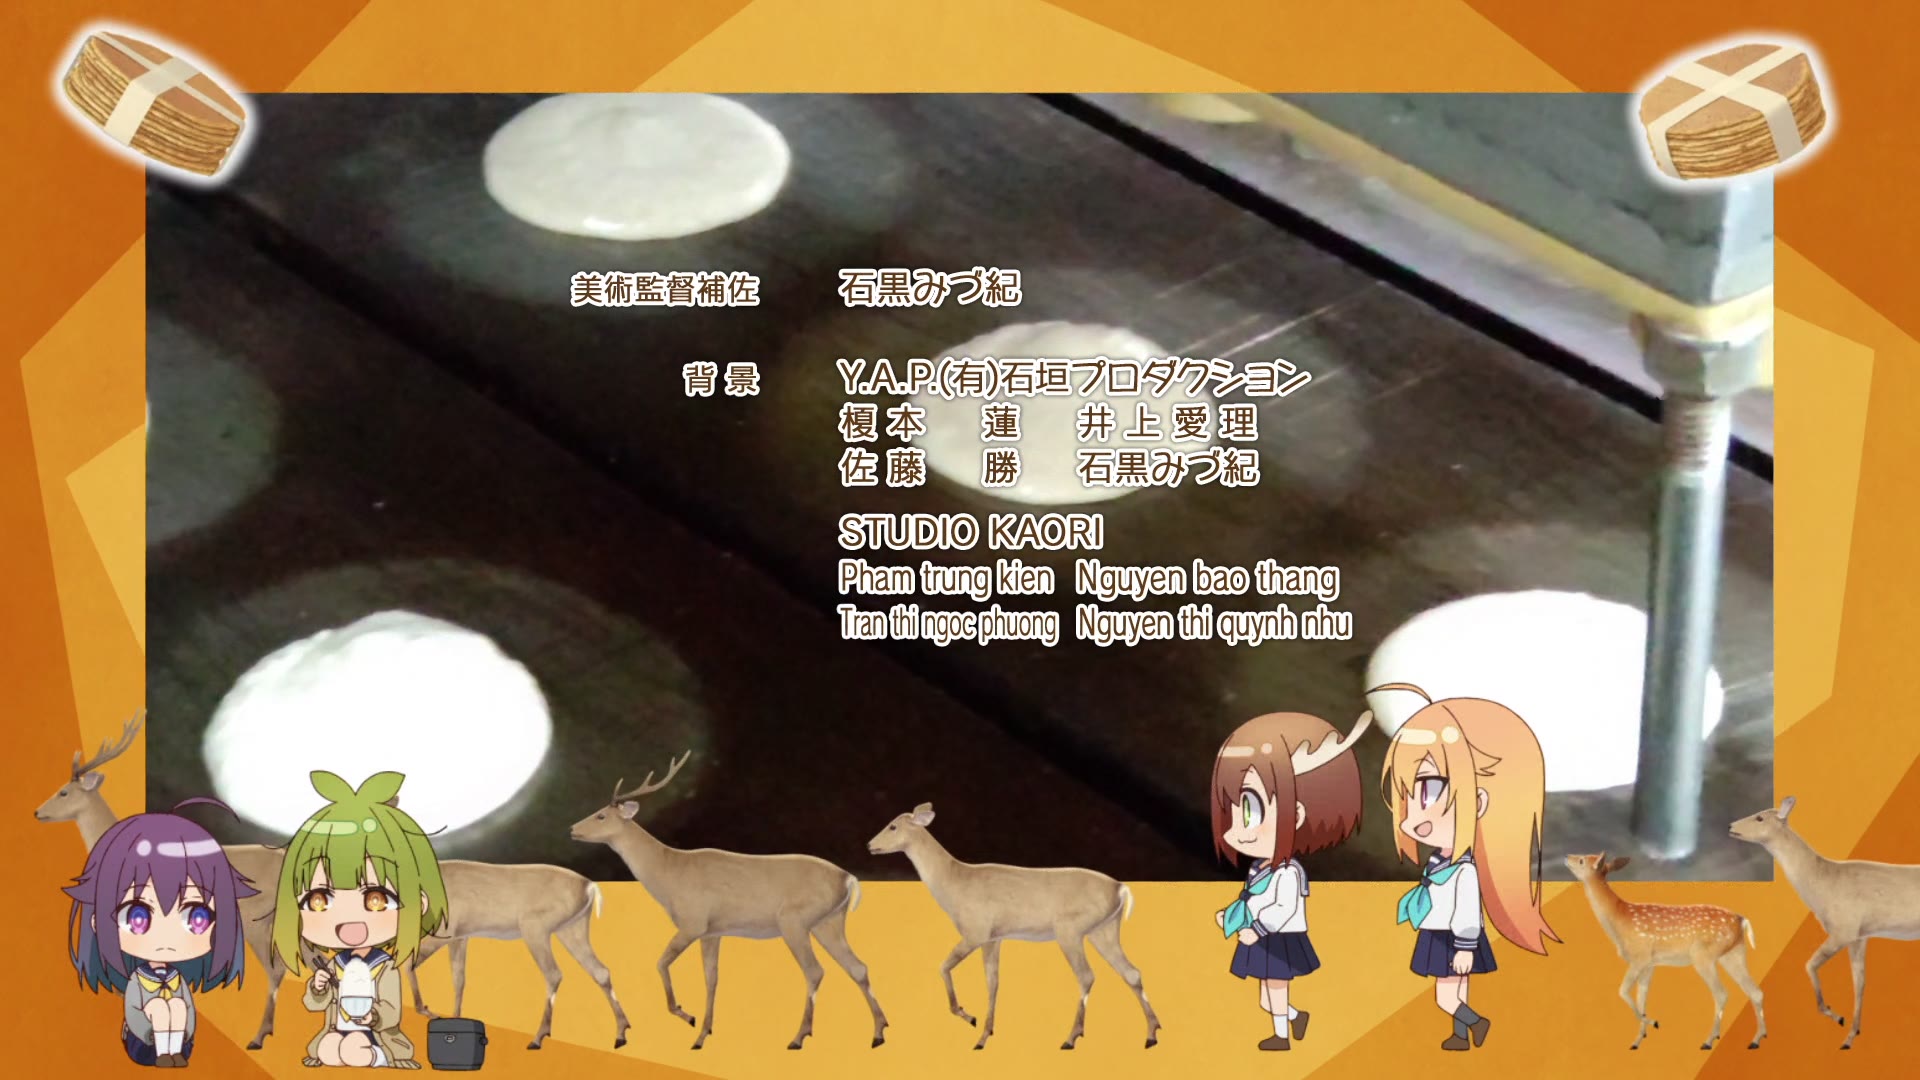 美術監督補佐 石黒みづ紀
背景 Y.A.P.(有)石垣プロダクション
榎本 蓮 井上愛理
佐藤 勝 石黒みづ紀
STUDIO KAORI
Pham trung kien Nguyen bao thang
Tran thi ngoc phuong Nguyen thi quynh nhu